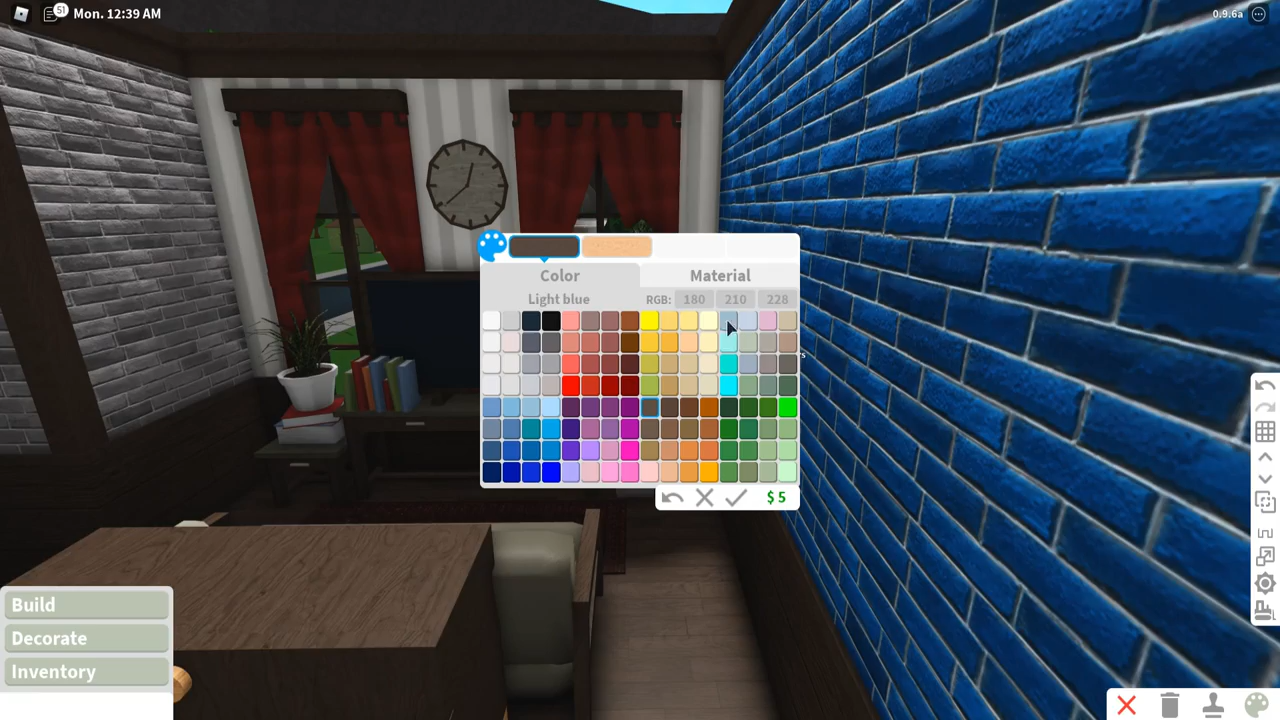 51 Mon. 12:39 AM
0.9.6a
Color
Material
Light blue
RGB: 180 210 228
$ 5
Build
Decorate
Inventory